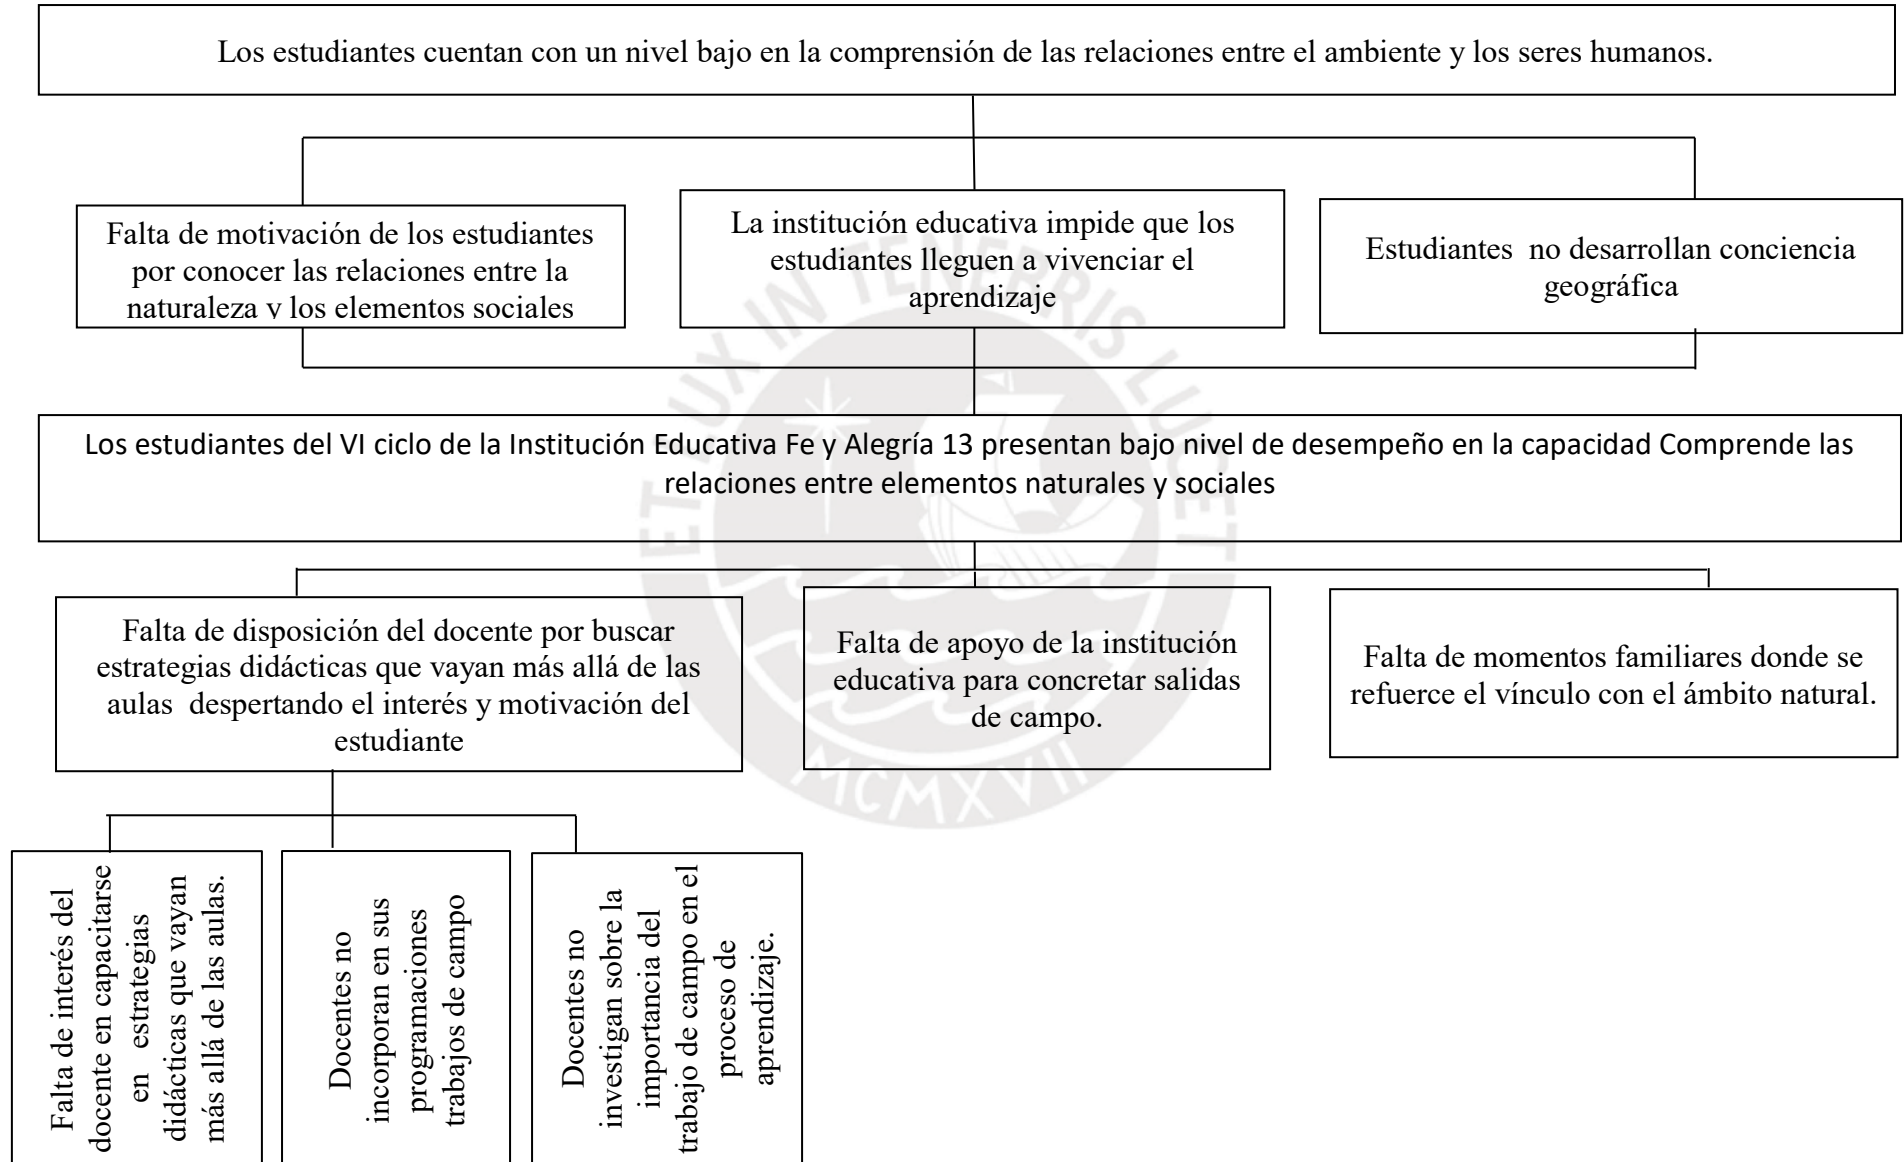 Los estudiantes cuentan con un nivel bajo en la comprensión de las relaciones entre el ambiente y los seres humanos.
Falta de motivación de los estudiantes
por conocer las relaciones entre la
naturaleza y los elementos sociales
La institución educativa impide que los
estudiantes lleguen a vivenciar el
aprendizaje
Estudiantes no desarrollan conciencia
geográfica
Los estudiantes del VI ciclo de la Institución Educativa Fe y Alegría 13 presentan bajo nivel de desempeño en la capacidad Comprende las
relaciones entre elementos naturales y sociales
Falta de disposición del docente por buscar
estrategias didácticas que vayan más allá de las
aulas despertando el interés y motivación del
estudiante
Falta de apoyo de la institución
educativa para concretar salidas
de campo.
Falta de momentos familiares donde se
refuerce el vínculo con el ámbito natural.
Falta de interés del
docente en capacitarse
en estrategias
didácticas que vayan
más allá de las aulas.
Docentes no
incorporan en sus
programaciones
trabajos de campo
Docentes no
investigan sobre la
importancia del
trabajo de campo en el
proceso de
aprendizaje.
ET LUX IN TENEBRIS LUCET
MCMXVII